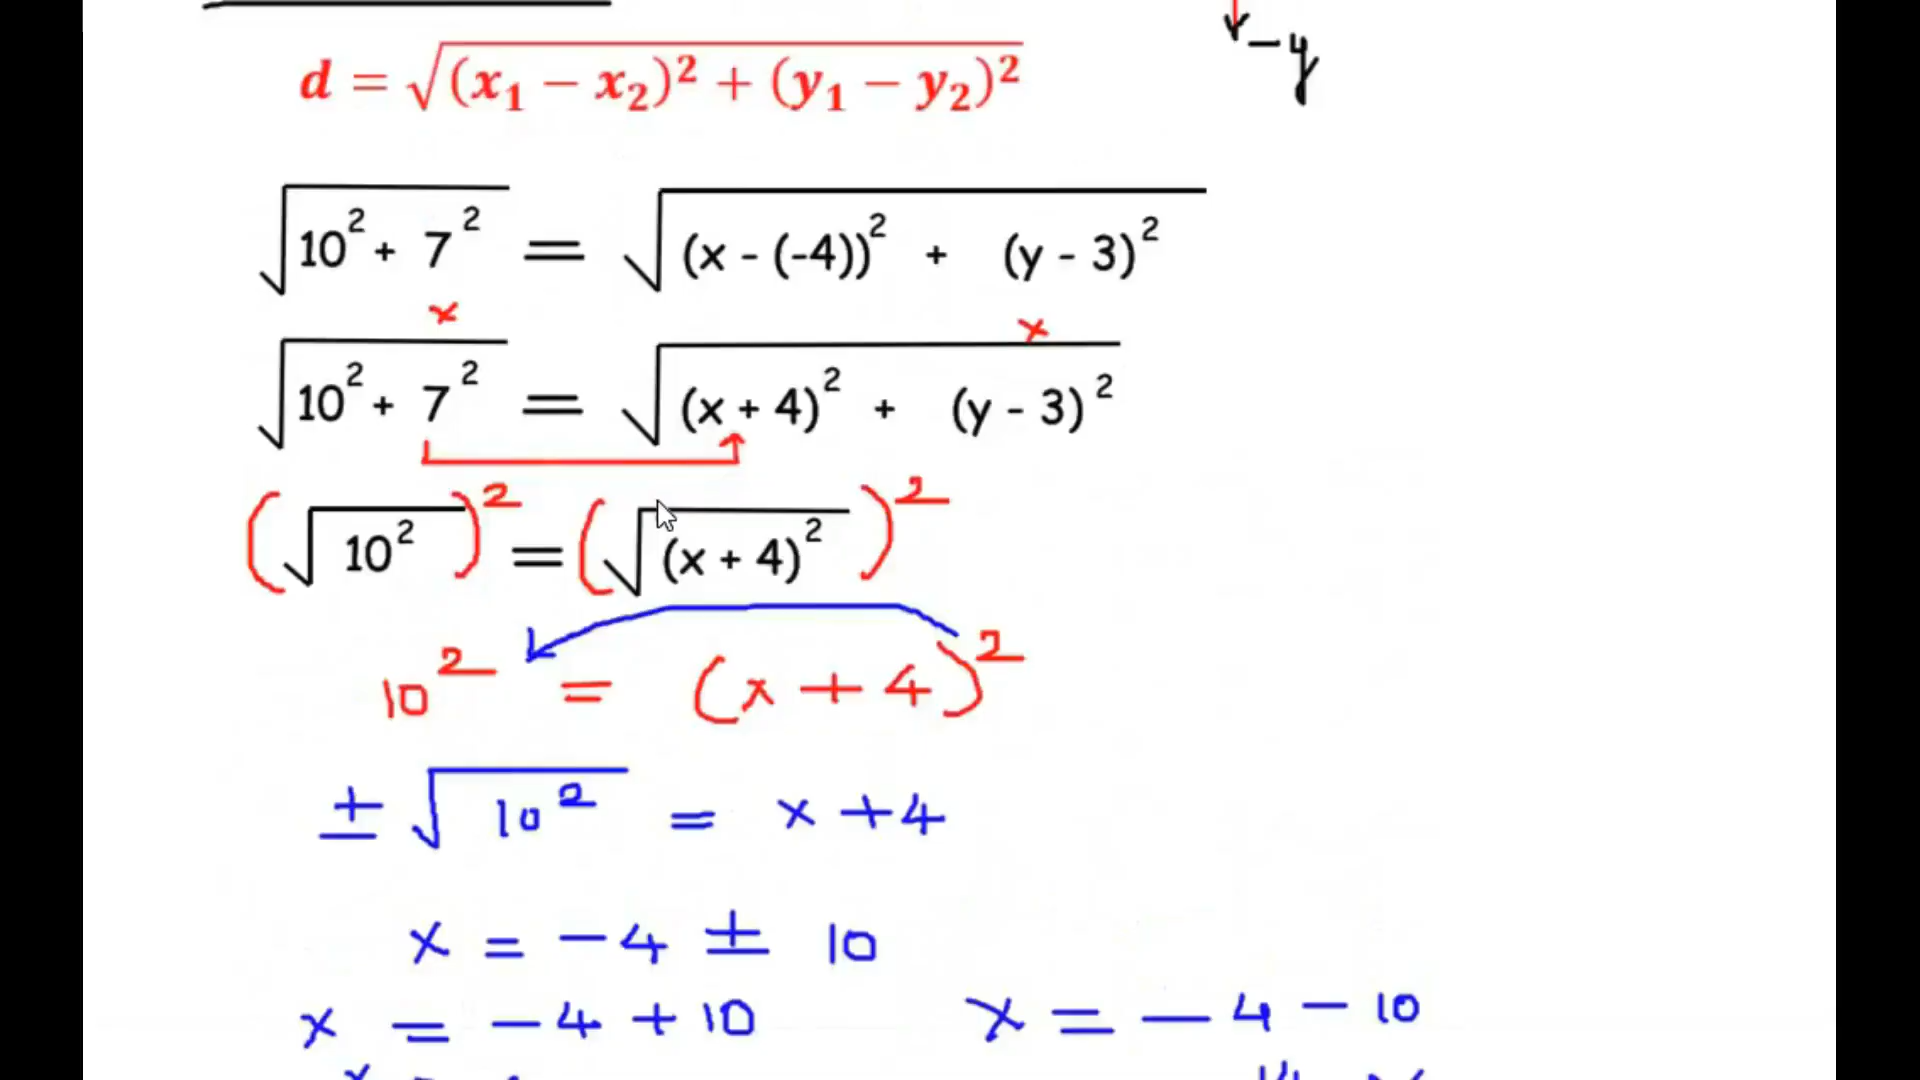 -y
d = √(x₁ − x₂)² + (y₁ − y₂)²
√10² + 7² = √(x - (-4))² + (y - 3)²
x x
√10² + 7² = √(x + 4)² + (y - 3)²
(√10²)² = (√(x + 4)²)²
10² = (x + 4)²
± √10² = x + 4
x = -4 ± 10
x = -4 + 10 x = -4 - 10